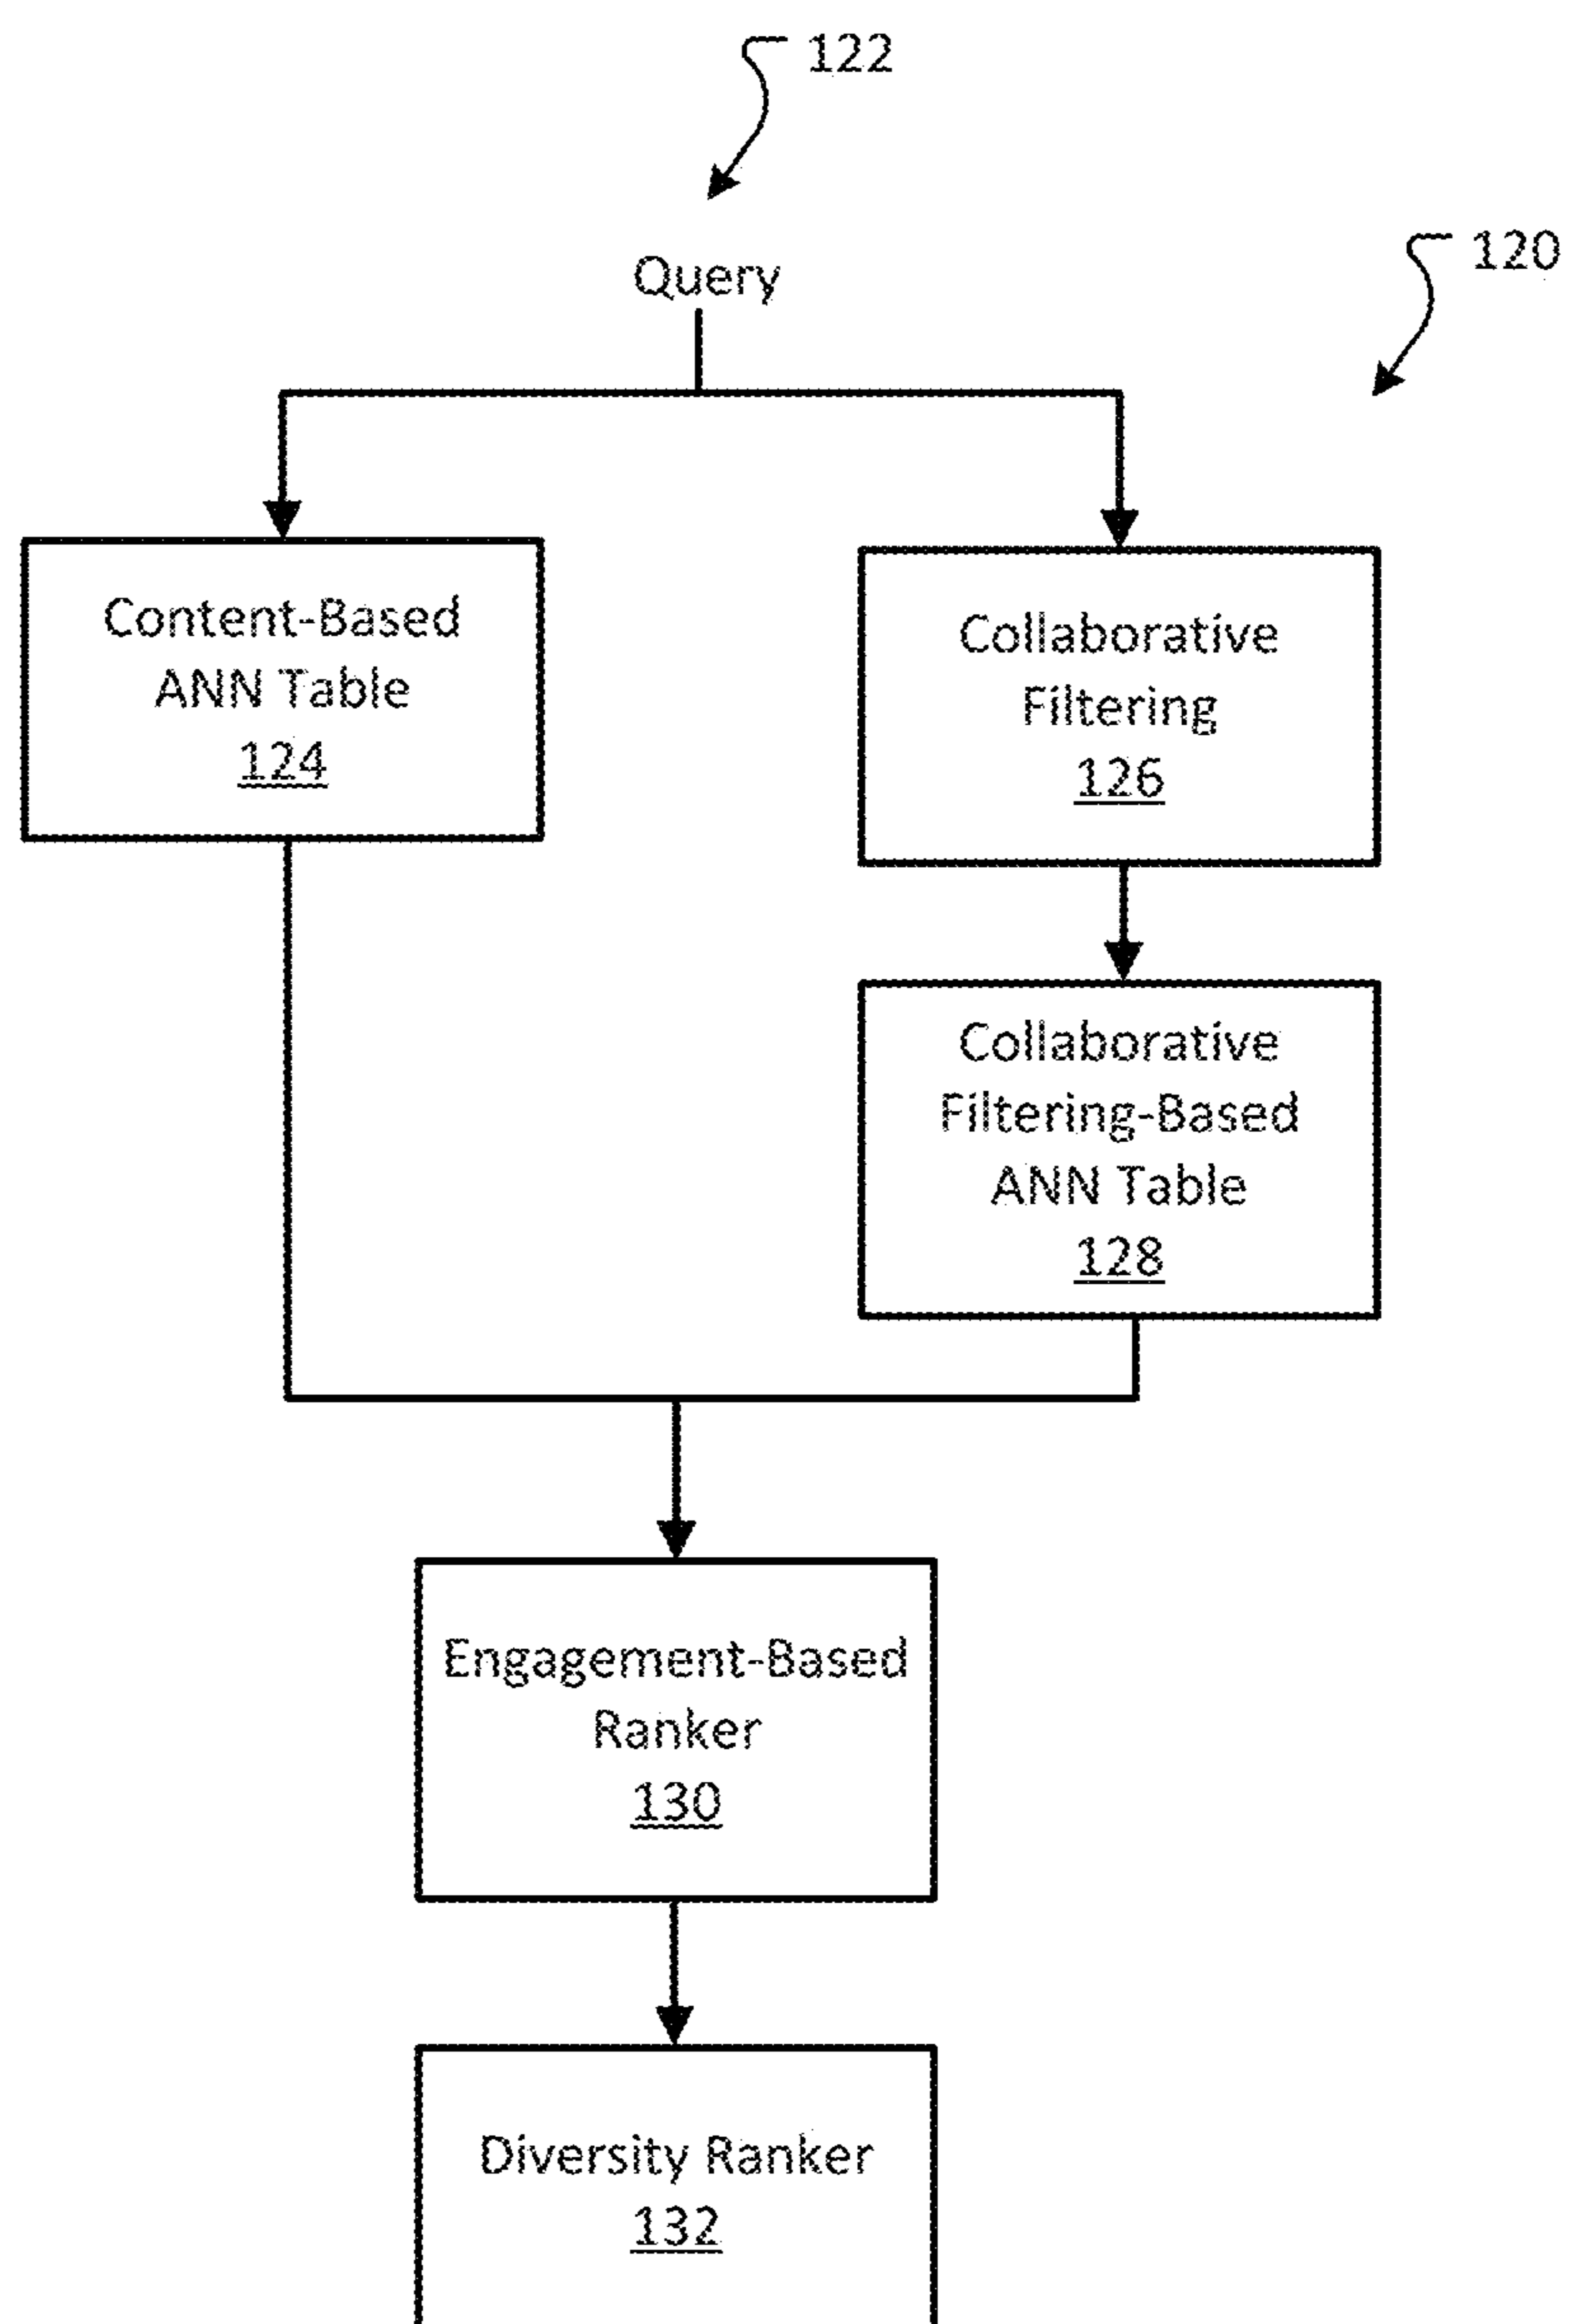 122
120
Query
Content-Based
ANN Table
124
Collaborative
Filtering
126
Collaborative
Filtering-Based
ANN Table
128
Engagement-Based
Ranker
130
Diversity Ranker
132